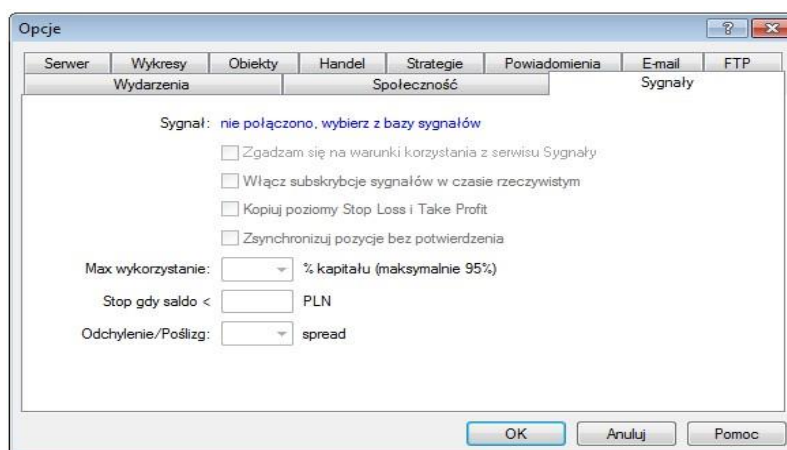 Opcje
Serwer Wykresy Obiekty Handel Strategie Powiadomienia E-mail FTP
Wydarzenia Społeczność Sygnały
Sygnał: nie połączono, wybierz z bazy sygnałów
Zgadzam się na warunki korzystania z serwisu Sygnały
Włącz subskrybcje sygnałów w czasie rzeczywistym
Kopiuj poziomy Stop Loss i Take Profit
Zsynchronizuj pozycje bez potwierdzenia
Max wykorzystanie: % kapitału (maksymalnie 95%)
Stop gdy saldo < PLN
Odchylenie/Poślizg: spread
OK Anuluj Pomoc